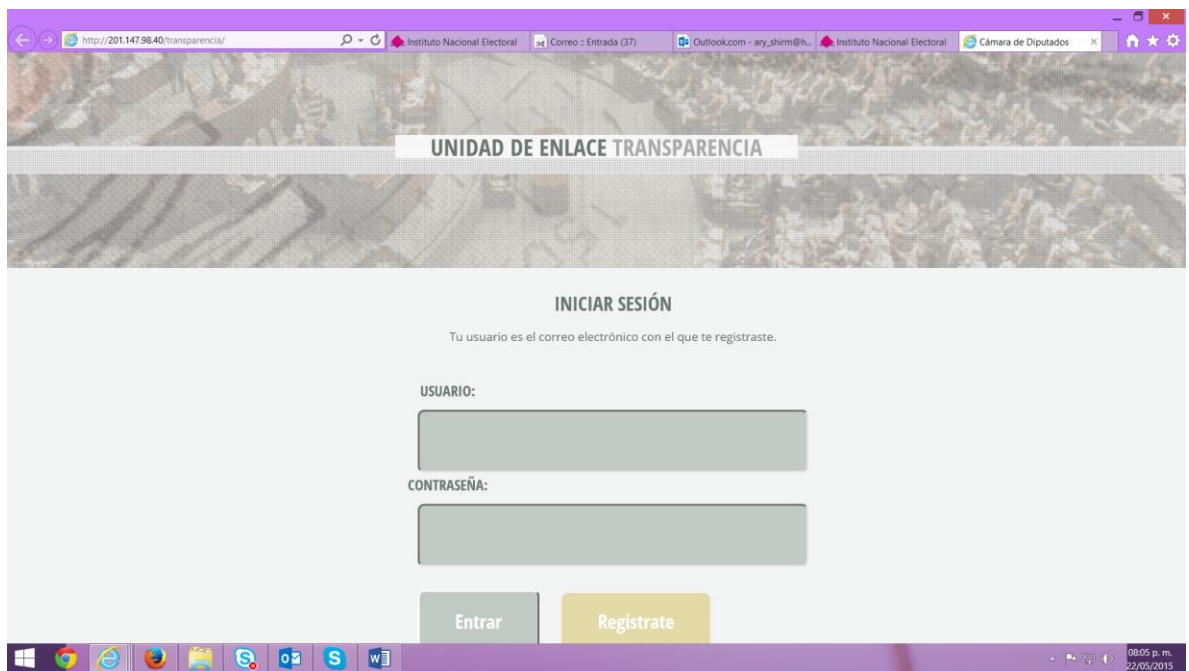 http://201.147.98.40/transparencia/
Instituto Nacional Electoral
Correo :: Entrada (37)
Outlook.com - ary_shirm@h...
Instituto Nacional Electoral
Cámara de Diputados
UNIDAD DE ENLACE TRANSPARENCIA
INICIAR SESIÓN
Tu usuario es el correo electrónico con el que te registraste.
USUARIO:
CONTRASEÑA:
Entrar
Registrate
08:05 p. m.
22/05/2015